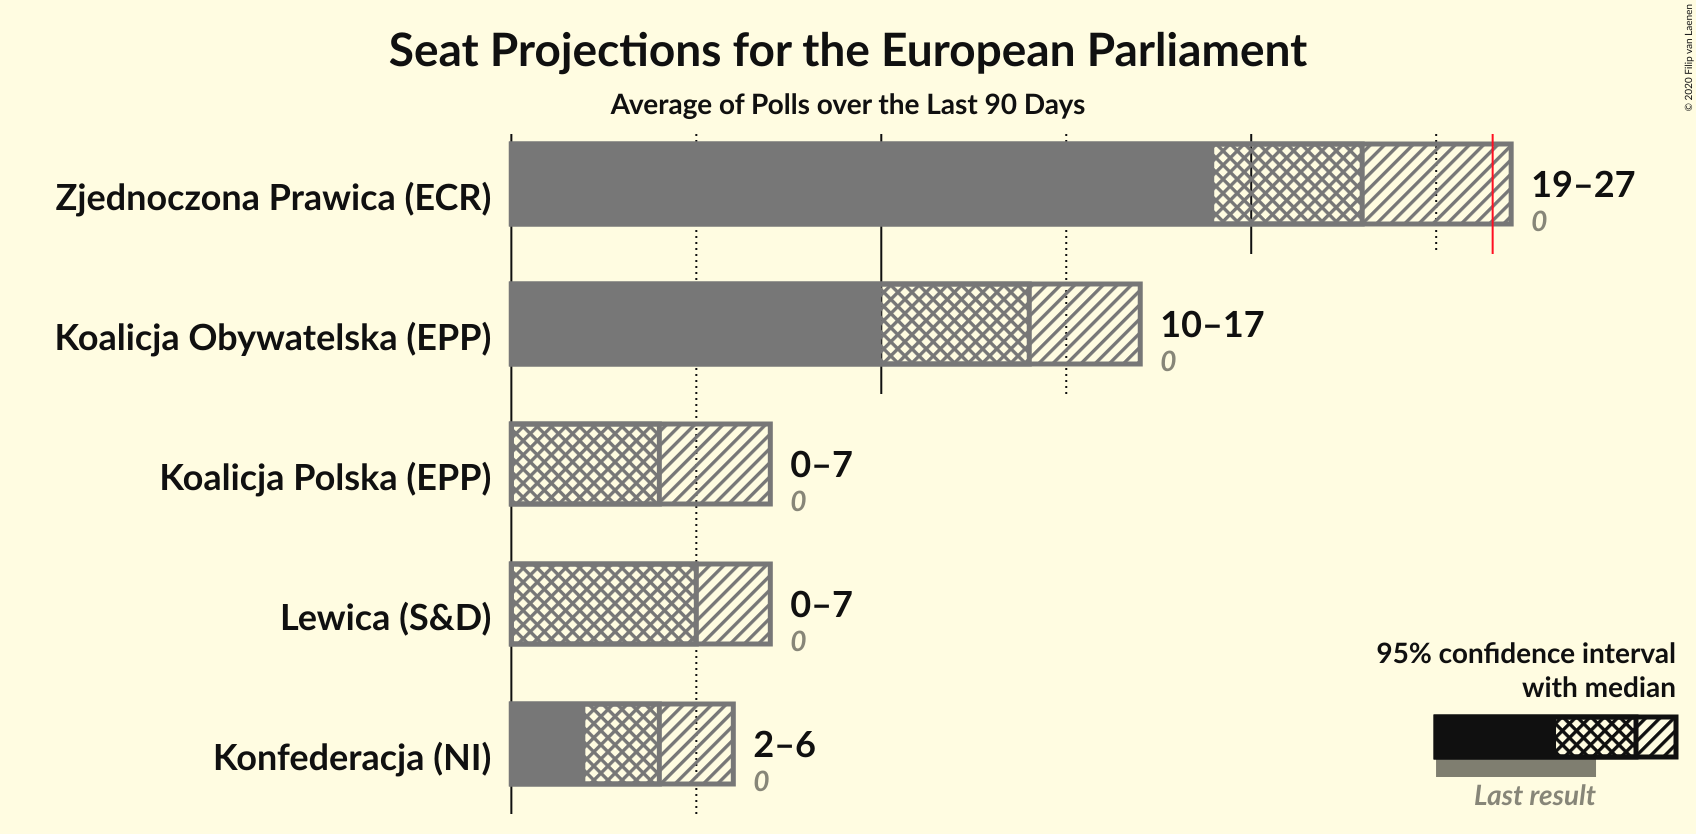 Seat Projections for the European Parliament
Average of Polls over the Last 90 Days
© 2020 Filip van Laenen
Zjednoczona Prawica (ECR)
19–27
0
Koalicja Obywatelska (EPP)
10–17
0
Koalicja Polska (EPP)
0–7
0
Lewica (S&D)
0–7
0
Konfederacja (NI)
2–6
0
95% confidence interval
with median
Last result